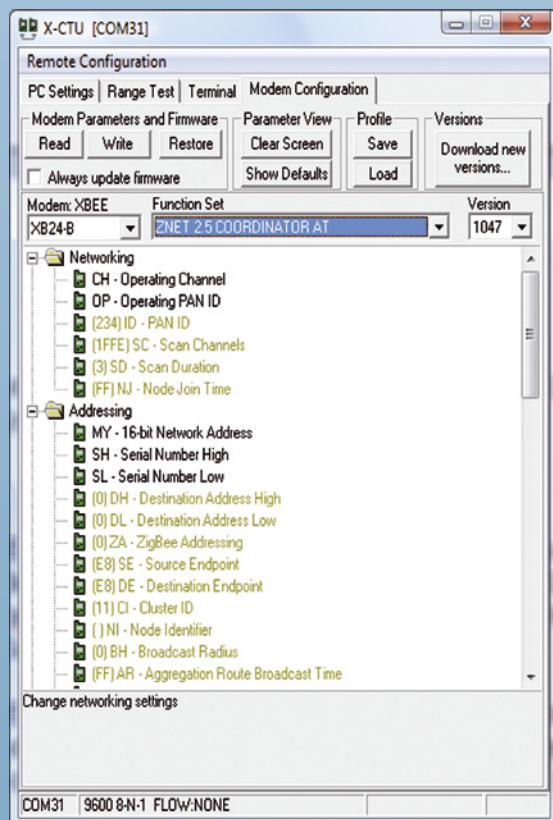 X-CTU [COM31]
Remote Configuration
PC Settings Range Test Terminal Modem Configuration
Modem Parameters and Firmware Parameter View Profile Versions
Read Write Restore Clear Screen Save Download new versions...
Always update firmware Show Defaults Load
Modem: XBEE Function Set Version
XB24-B ZNET 2.5 COORDINATOR AT 1047
Networking
CH - Operating Channel
OP - Operating PAN ID
(234) ID - PAN ID
(1FFE) SC - Scan Channels
(3) SD - Scan Duration
(FF) NJ - Node Join Time
Addressing
MY - 16-bit Network Address
SH - Serial Number High
SL - Serial Number Low
(0) DH - Destination Address High
(0) DL - Destination Address Low
(0) ZA - ZigBee Addressing
(E8) SE - Source Endpoint
(E8) DE - Destination Endpoint
(11) CI - Cluster ID
( ) NI - Node Identifier
(0) BH - Broadcast Radius
(FF) AR - Aggregation Route Broadcast Time
Change networking settings
COM31 9600 8-N-1 FLOW:NONE